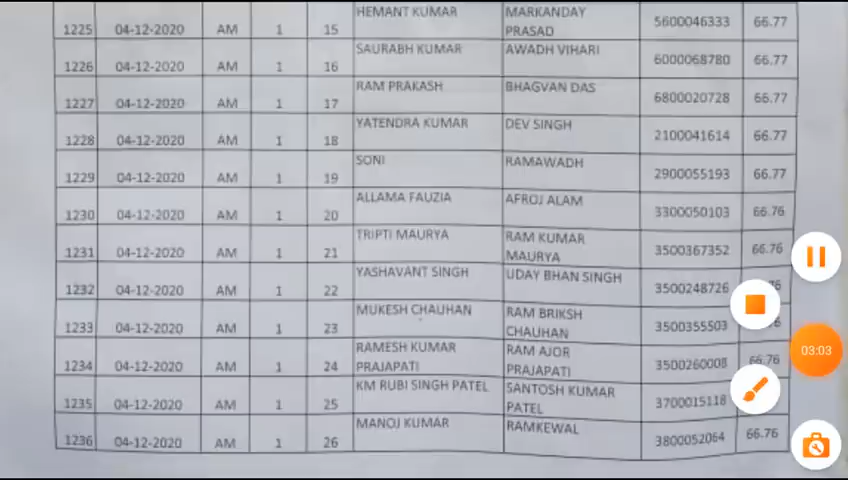 1225 04-12-2020 AM 1 15 HEMANT KUMAR MARKANDAY PRASAD 5600046333 66.77
1226 04-12-2020 AM 1 16 SAURABH KUMAR AWADH VIHARI 6000068780 66.77
1227 04-12-2020 AM 1 17 RAM PRAKASH BHAGVAN DAS 6800020728 66.77
1228 04-12-2020 AM 1 18 YATENDRA KUMAR DEV SINGH 2100041614 66.77
1229 04-12-2020 AM 1 19 SONI RAMAWADH 2900055193 66.77
1230 04-12-2020 AM 1 20 ALLAMA FAUZIA AFROJ ALAM 3300050103 66.76
1231 04-12-2020 AM 1 21 TRIPTI MAURYA RAM KUMAR MAURYA 3500367352 66.76
1232 04-12-2020 AM 1 22 YASHAVANT SINGH UDAY BHAN SINGH 3500248726
1233 04-12-2020 AM 1 23 MUKESH CHAUHAN RAM BRIKSH CHAUHAN 3500355503
1234 04-12-2020 AM 1 24 RAMESH KUMAR PRAJAPATI RAM AJOR PRAJAPATI 3500260008 66.76
1235 04-12-2020 AM 1 25 KM RUBI SINGH PATEL SANTOSH KUMAR PATEL 3700015118
1236 04-12-2020 AM 1 26 MANOJ KUMAR RAMKEWAL 3800052064 66.76
03:03